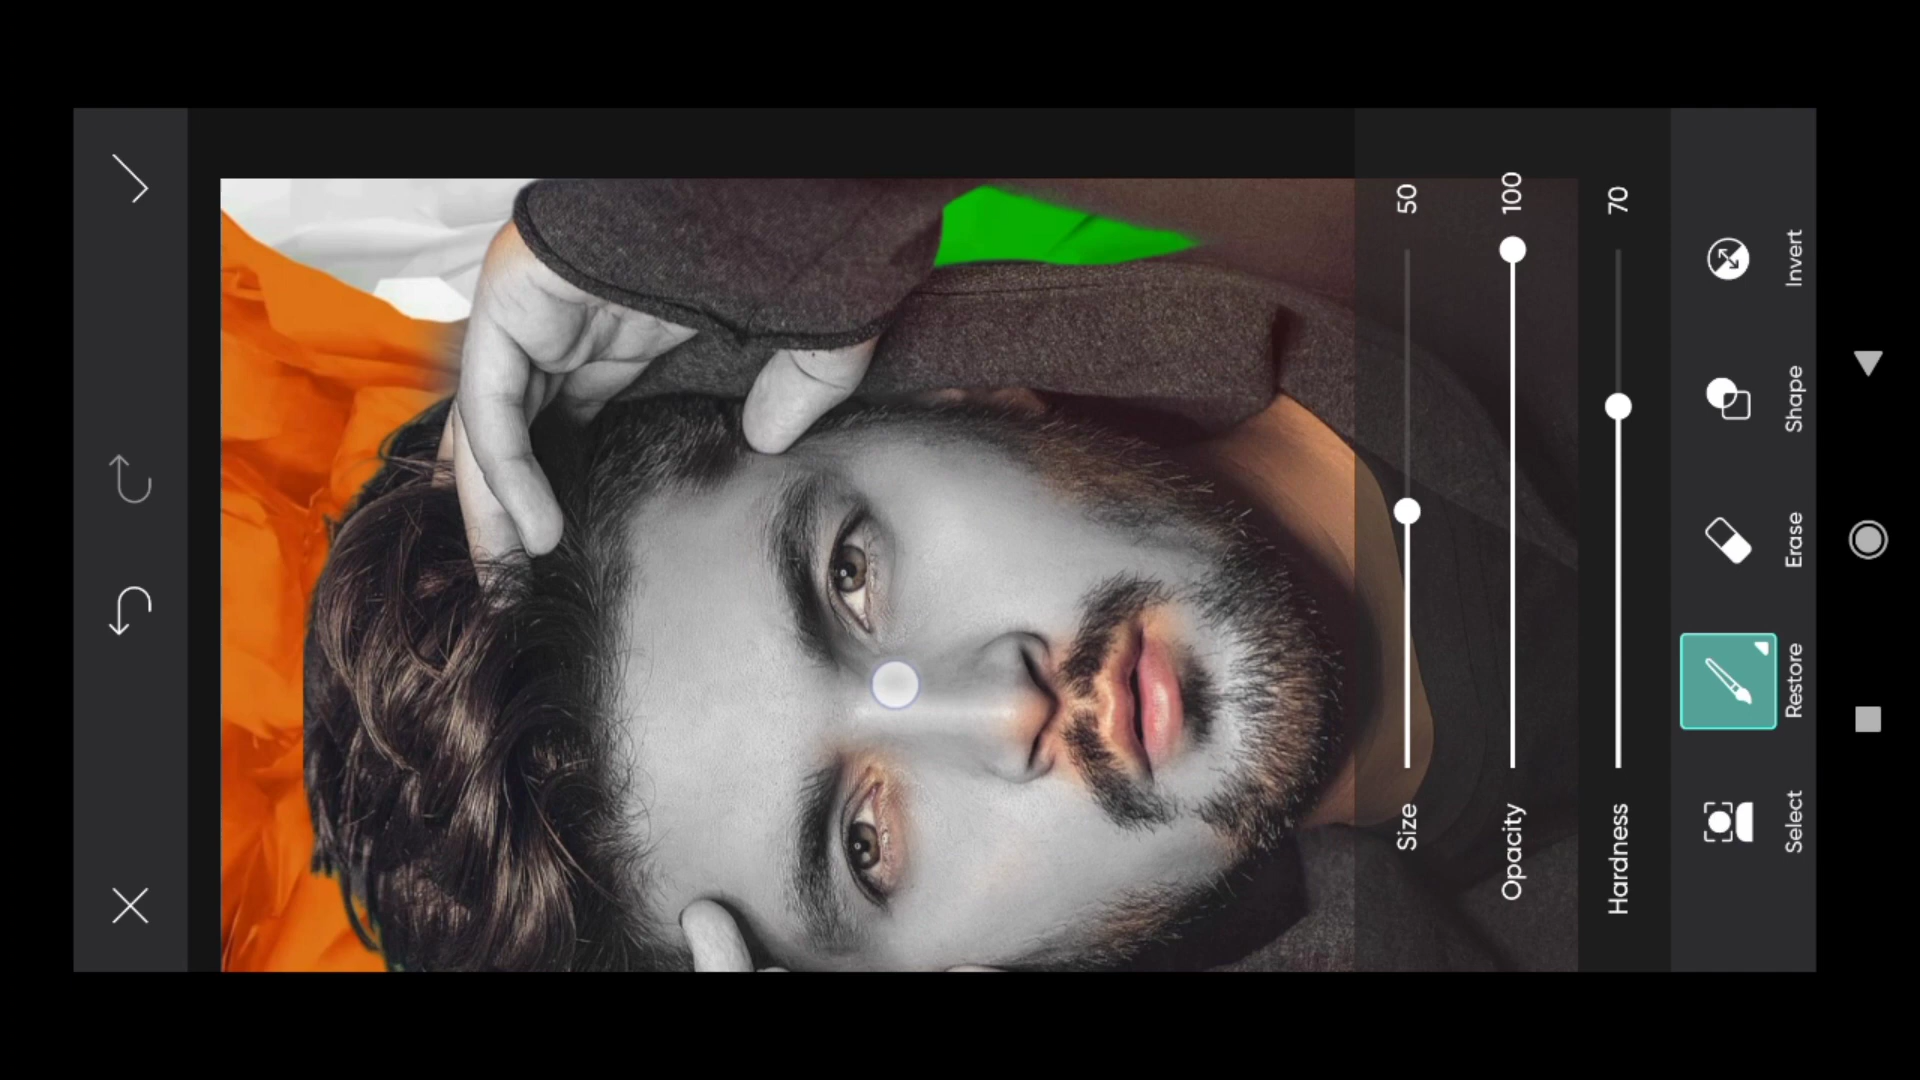 Size 50
Opacity 100
Hardness 70
Select
Restore
Erase
Shape
Invert